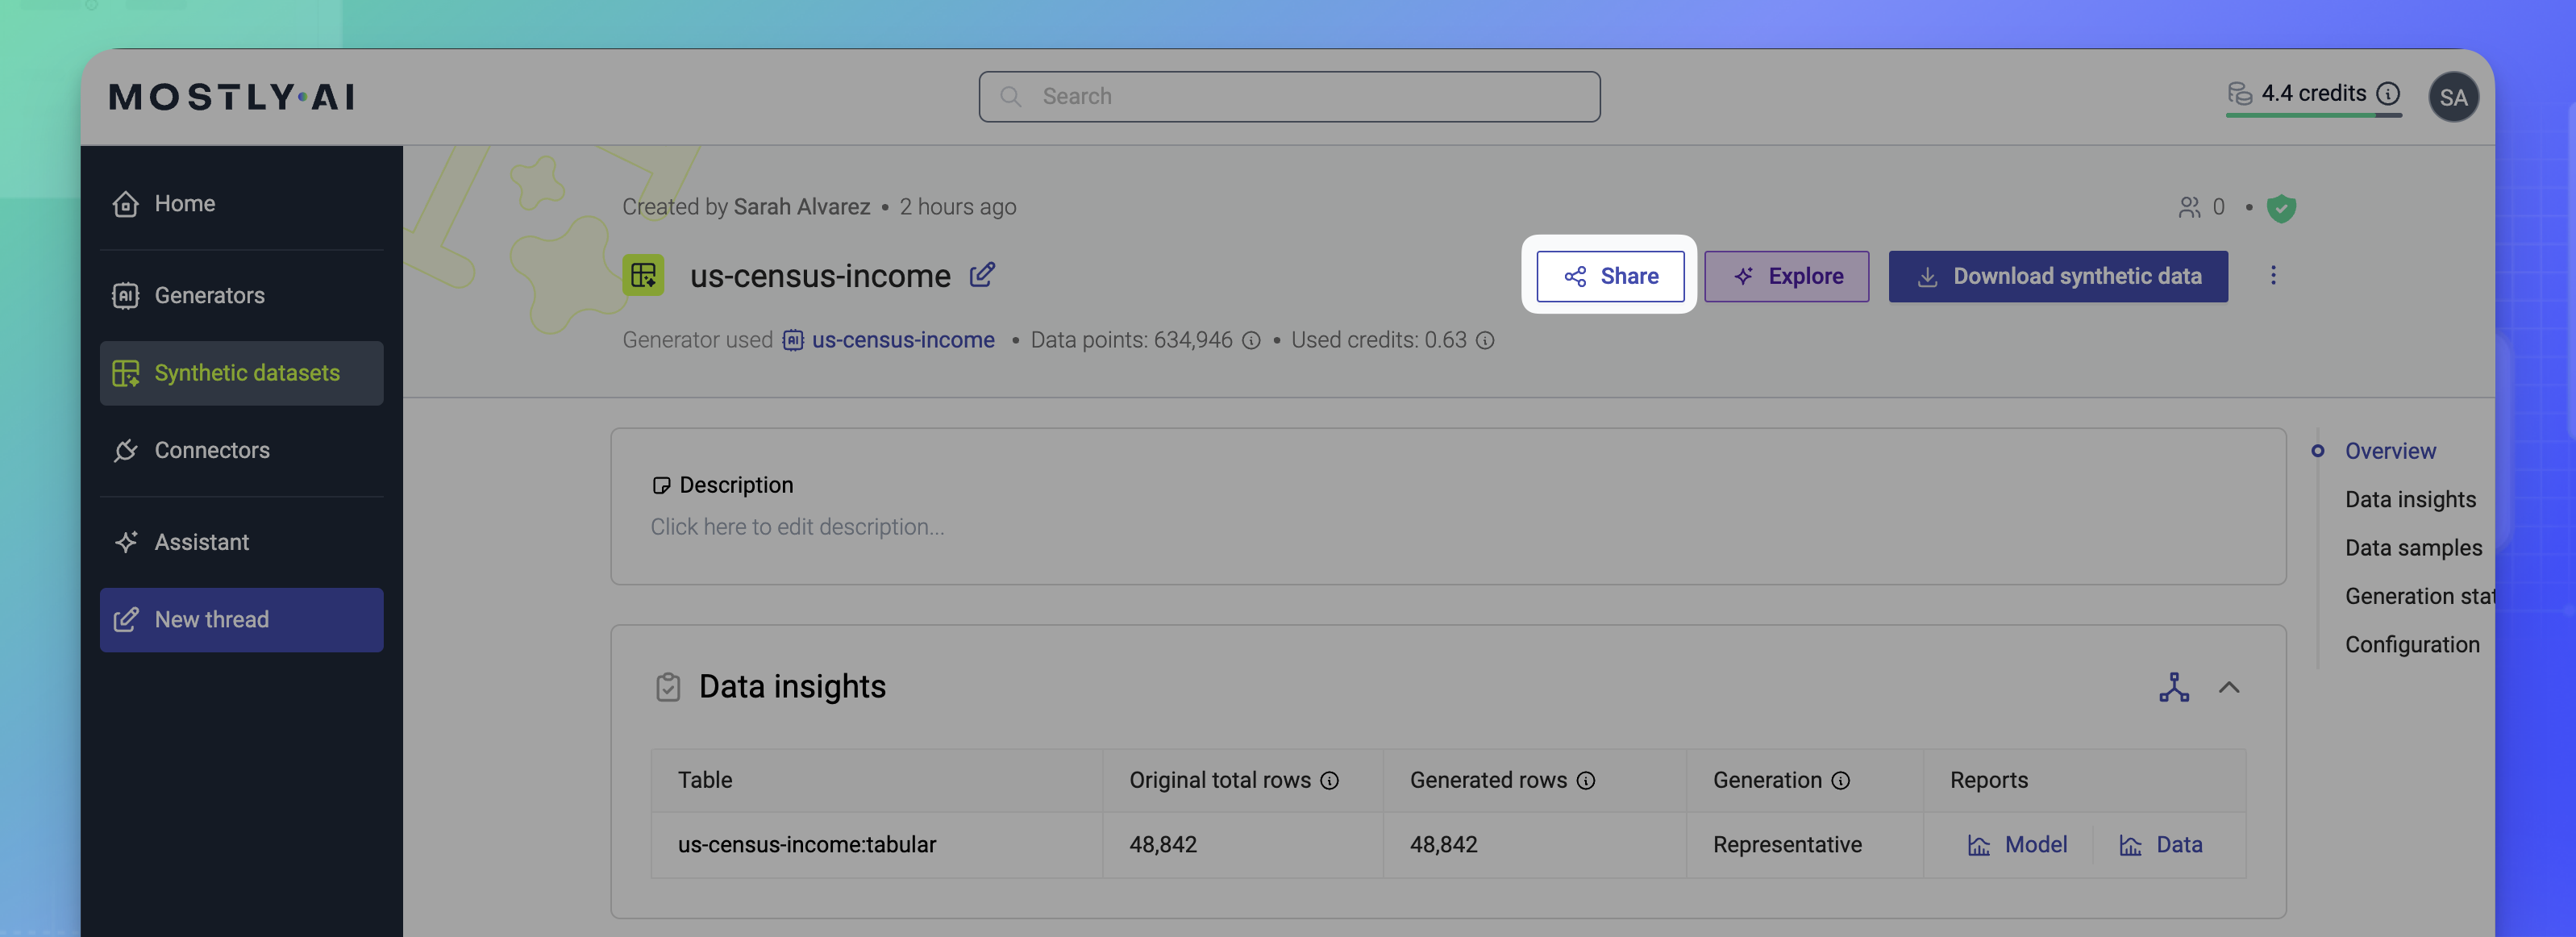 MOSTLY AI
Search
4.4 credits
SA
Home
Generators
Synthetic datasets
Connectors
Assistant
New thread
Created by Sarah Alvarez • 2 hours ago
0 •
us-census-income
Share
Explore
Download synthetic data
Generator used us-census-income • Data points: 634,946 • Used credits: 0.63
Description
Click here to edit description...
Overview
Data insights
Data samples
Generation stat
Configuration
Data insights
Table Original total rows Generated rows Generation Reports
us-census-income:tabular 48,842 48,842 Representative Model Data